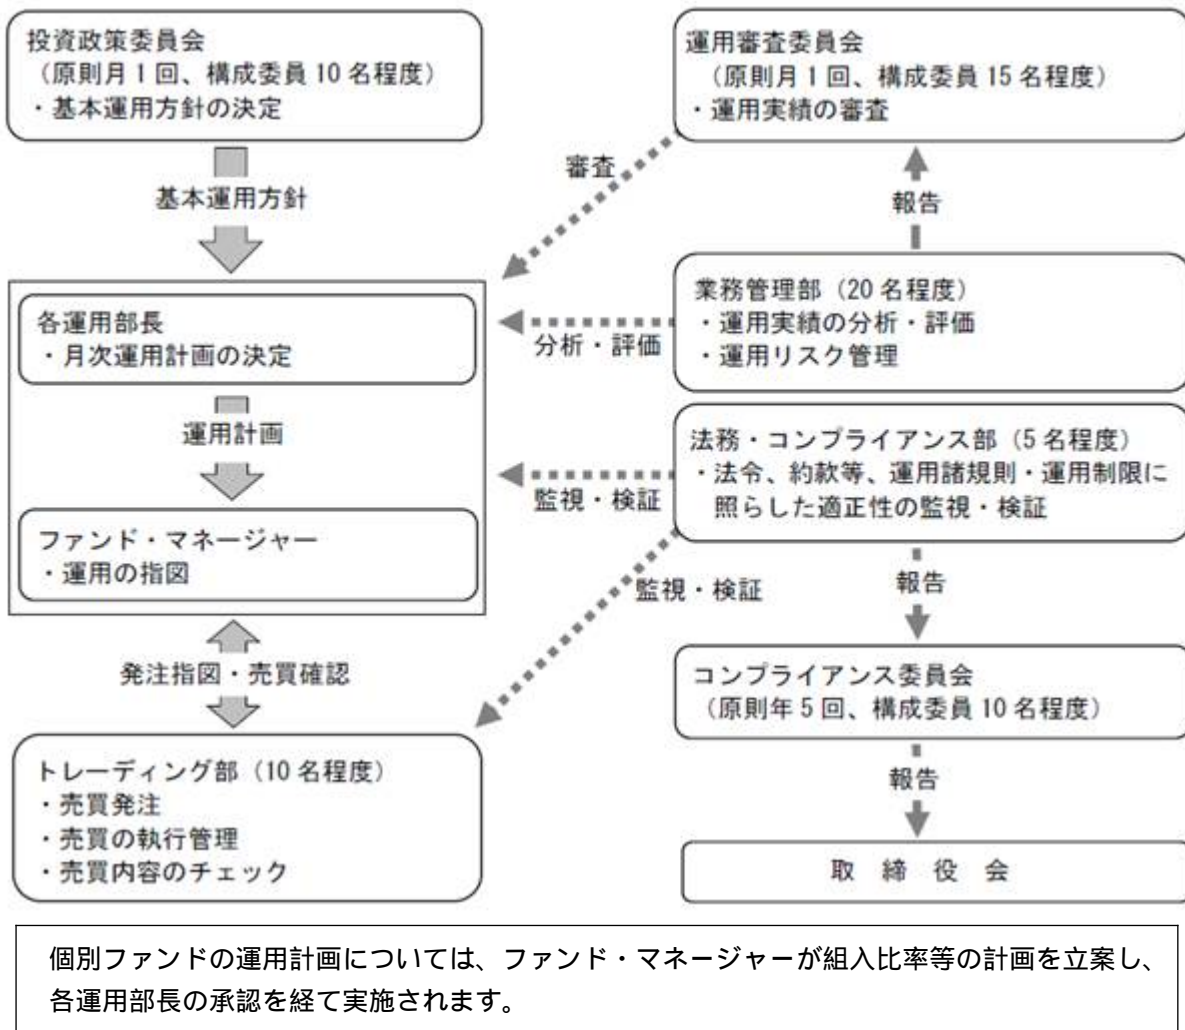 投資政策委員会
（原則月１回、構成委員 10 名程度）
・基本運用方針の決定
基本運用方針
各運用部長
・月次運用計画の決定
運用計画
ファンド・マネージャー
・運用の指図
発注指図・売買確認
トレーディング部（10 名程度）
・売買発注
・売買の執行管理
・売買内容のチェック
運用審査委員会
（原則月１回、構成委員 15 名程度）
・運用実績の審査
審査
報告
業務管理部（20 名程度）
・運用実績の分析・評価
・運用リスク管理
分析・評価
法務・コンプライアンス部（5 名程度）
・法令、約款等、運用諸規則・運用制限に
照らした適正性の監視・検証
監視・検証
監視・検証
報告
コンプライアンス委員会
（原則年 5 回、構成委員 10 名程度）
報告
取 締 役 会
個別ファンドの運用計画については、ファンド・マネージャーが組入比率等の計画を立案し、
各運用部長の承認を経て実施されます。